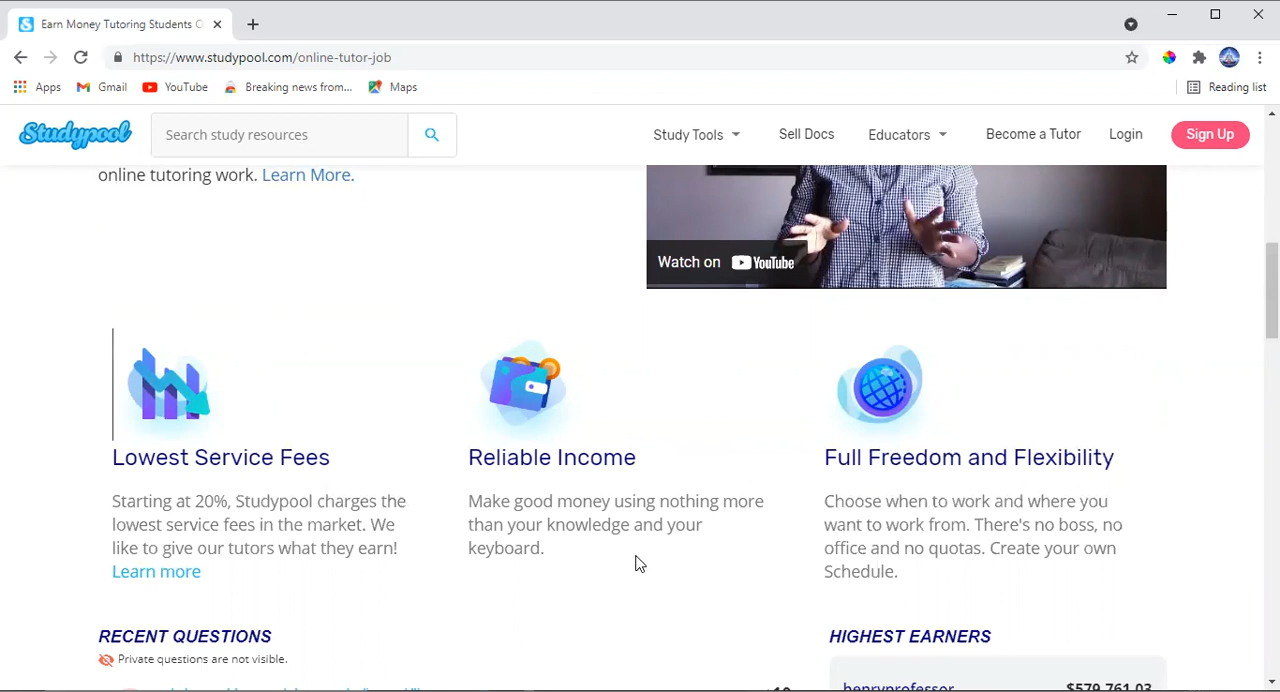 Earn Money Tutoring Students O
https://www.studypool.com/online-tutor-job
Apps
Gmail
YouTube
Breaking news from...
Maps
Reading list
Studypool
Search study resources
Study Tools
Sell Docs
Educators
Become a Tutor
Login
Sign Up
online tutoring work. Learn More.
Watch on YouTube
Lowest Service Fees
Starting at 20%, Studypool charges the
lowest service fees in the market. We
like to give our tutors what they earn!
Learn more
Reliable Income
Make good money using nothing more
than your knowledge and your
keyboard.
Full Freedom and Flexibility
Choose when to work and where you
want to work from. There's no boss, no
office and no quotas. Create your own
Schedule.
RECENT QUESTIONS
Private questions are not visible.
HIGHEST EARNERS
henryprofessor
$579,761.03